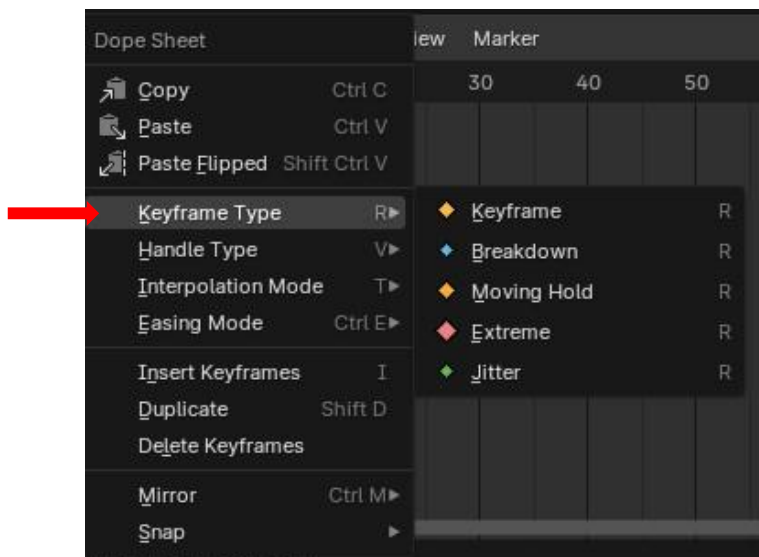 Dope Sheet
iew Marker
30 40 50
Copy Ctrl C
Paste Ctrl V
Paste Flipped Shift Ctrl V
Keyframe Type R
Handle Type V
Interpolation Mode T
Easing Mode Ctrl E
Insert Keyframes I
Duplicate Shift D
Delete Keyframes
Mirror Ctrl M
Snap
Keyframe R
Breakdown R
Moving Hold R
Extreme R
Jitter R